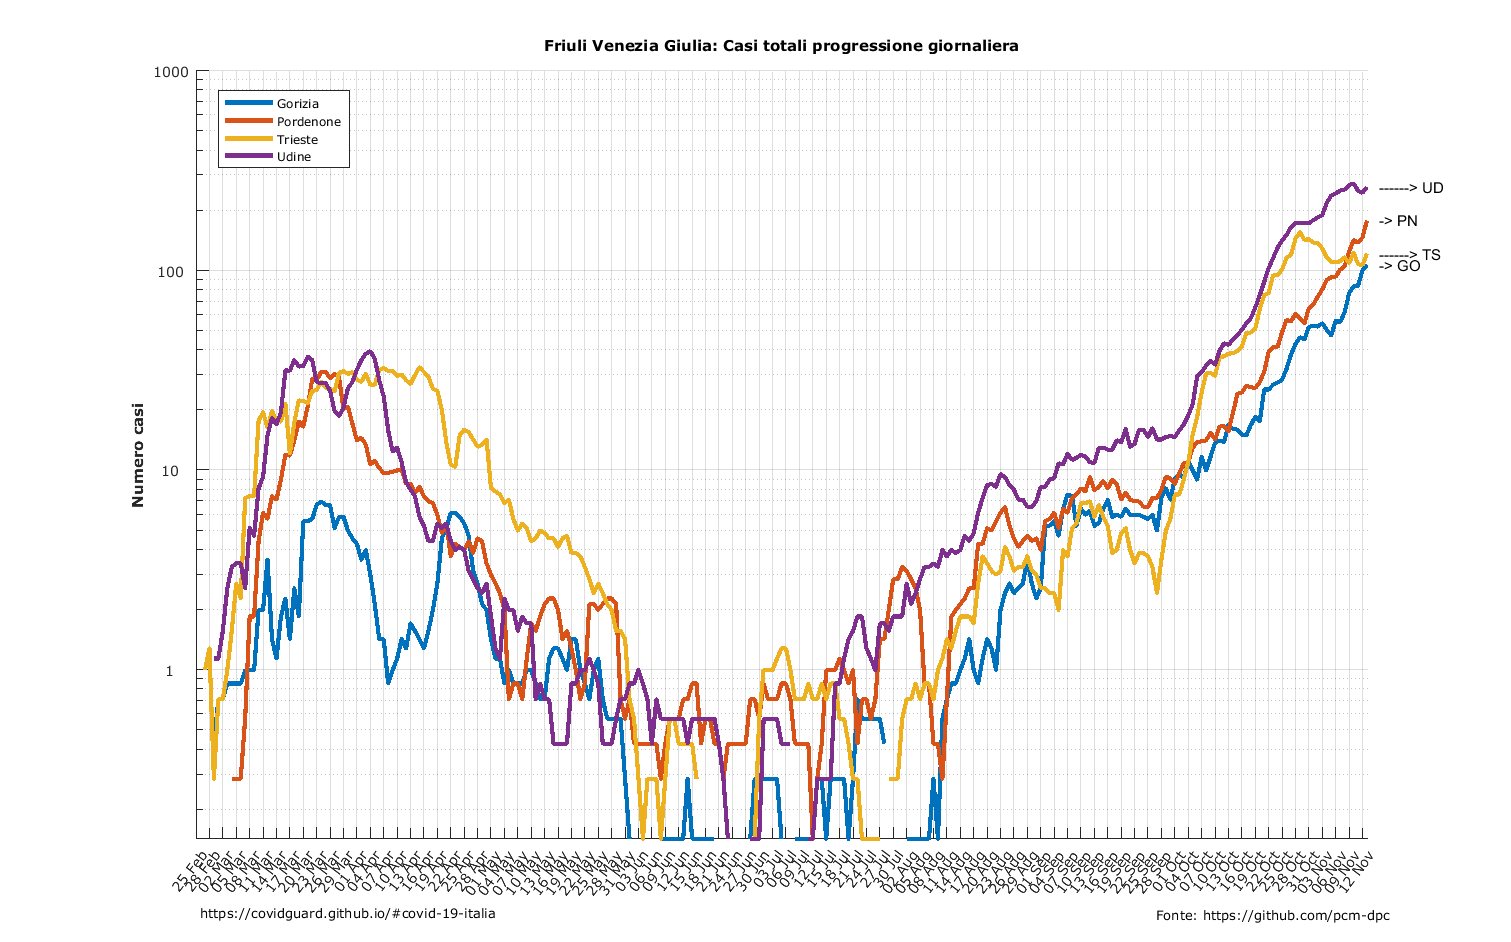 Friuli Venezia Giulia: Casi totali progressione giornaliera
1000
100
10
1
Numero casi
Gorizia
Pordenone
Trieste
Udine
------> UD
-> PN
------> TS
-> GO
25 Feb
28 Feb
02 Mar
05 Mar
08 Mar
11 Mar
14 Mar
17 Mar
20 Mar
23 Mar
26 Mar
29 Mar
01 Apr
04 Apr
07 Apr
10 Apr
13 Apr
16 Apr
19 Apr
22 Apr
25 Apr
28 Apr
01 May
04 May
07 May
10 May
13 May
16 May
19 May
22 May
25 May
28 May
31 May
03 Jun
06 Jun
09 Jun
12 Jun
15 Jun
18 Jun
21 Jun
24 Jun
27 Jun
30 Jun
03 Jul
06 Jul
09 Jul
12 Jul
15 Jul
18 Jul
21 Jul
24 Jul
27 Jul
30 Jul
02 Aug
05 Aug
08 Aug
11 Aug
14 Aug
17 Aug
20 Aug
23 Aug
26 Aug
29 Aug
01 Sep
04 Sep
07 Sep
10 Sep
13 Sep
16 Sep
19 Sep
22 Sep
25 Sep
28 Sep
01 Oct
04 Oct
07 Oct
10 Oct
13 Oct
16 Oct
19 Oct
22 Oct
25 Oct
28 Oct
31 Oct
03 Nov
06 Nov
09 Nov
12 Nov
https://covidguard.github.io/#covid-19-italia
Fonte: https://github.com/pcm-dpc